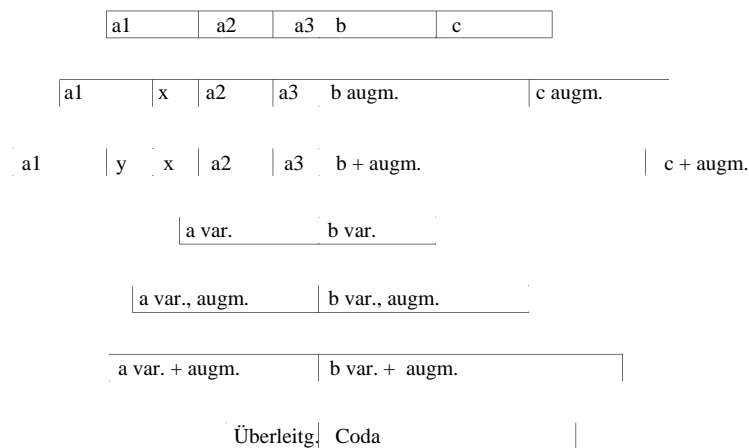 a1 a2 a3 b c
a1 x a2 a3 b augm. c augm.
a1 y x a2 a3 b + augm. c + augm.
a var. b var.
a var., augm. b var., augm.
a var. + augm. b var. + augm.
Überleitg. Coda